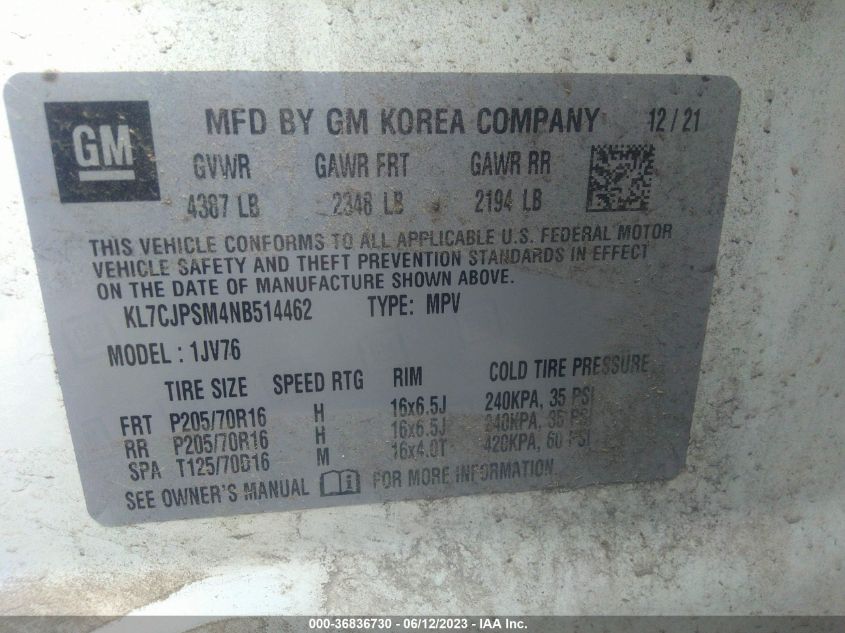 GM
MFD BY GM KOREA COMPANY 12/21
GVWR GAWR FRT GAWR RR
4387 LB 2348 LB 2194 LB
THIS VEHICLE CONFORMS TO ALL APPLICABLE U.S. FEDERAL MOTOR
VEHICLE SAFETY AND THEFT PREVENTION STANDARDS IN EFFECT
ON THE DATE OF MANUFACTURE SHOWN ABOVE.
KL7CJPSM4NB514462 TYPE: MPV
MODEL : 1JV76
TIRE SIZE SPEED RTG RIM COLD TIRE PRESSURE
FRT P205/70R16 H 16x6.5J 240KPA, 35 PSI
RR P205/70R16 H 16x6.5J 240KPA, 35 PSI
SPA T125/70B16 M 16x4.0T 420KPA, 60 PSI
SEE OWNER'S MANUAL FOR MORE INFORMATION
000-36836730 - 06/12/2023 - IAA Inc.